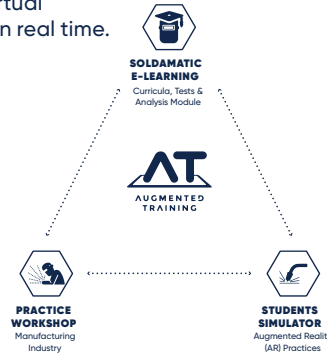 rtual
n real time.
SOLDAMATIC
E-LEARNING
Curricula, Tests &
Analysis Module
AT
AUGMENTED
TRAINING
PRACTICE
WORKSHOP
Manufacturing
Industry
STUDENTS
SIMULATOR
Augmented Realit
(AR) Practices